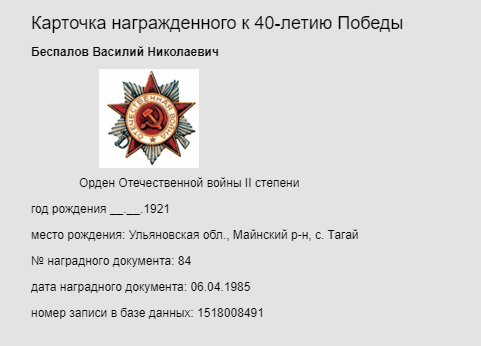 Карточка награжденного к 40-летию Победы
Беспалов Василий Николаевич
ОТЕЧЕСТВЕННАЯ ВОЙНА
Орден Отечественной войны II степени
год рождения __.__.1921
место рождения: Ульяновская обл., Майнский р-н, с. Тагай
№ наградного документа: 84
дата наградного документа: 06.04.1985
номер записи в базе данных: 1518008491